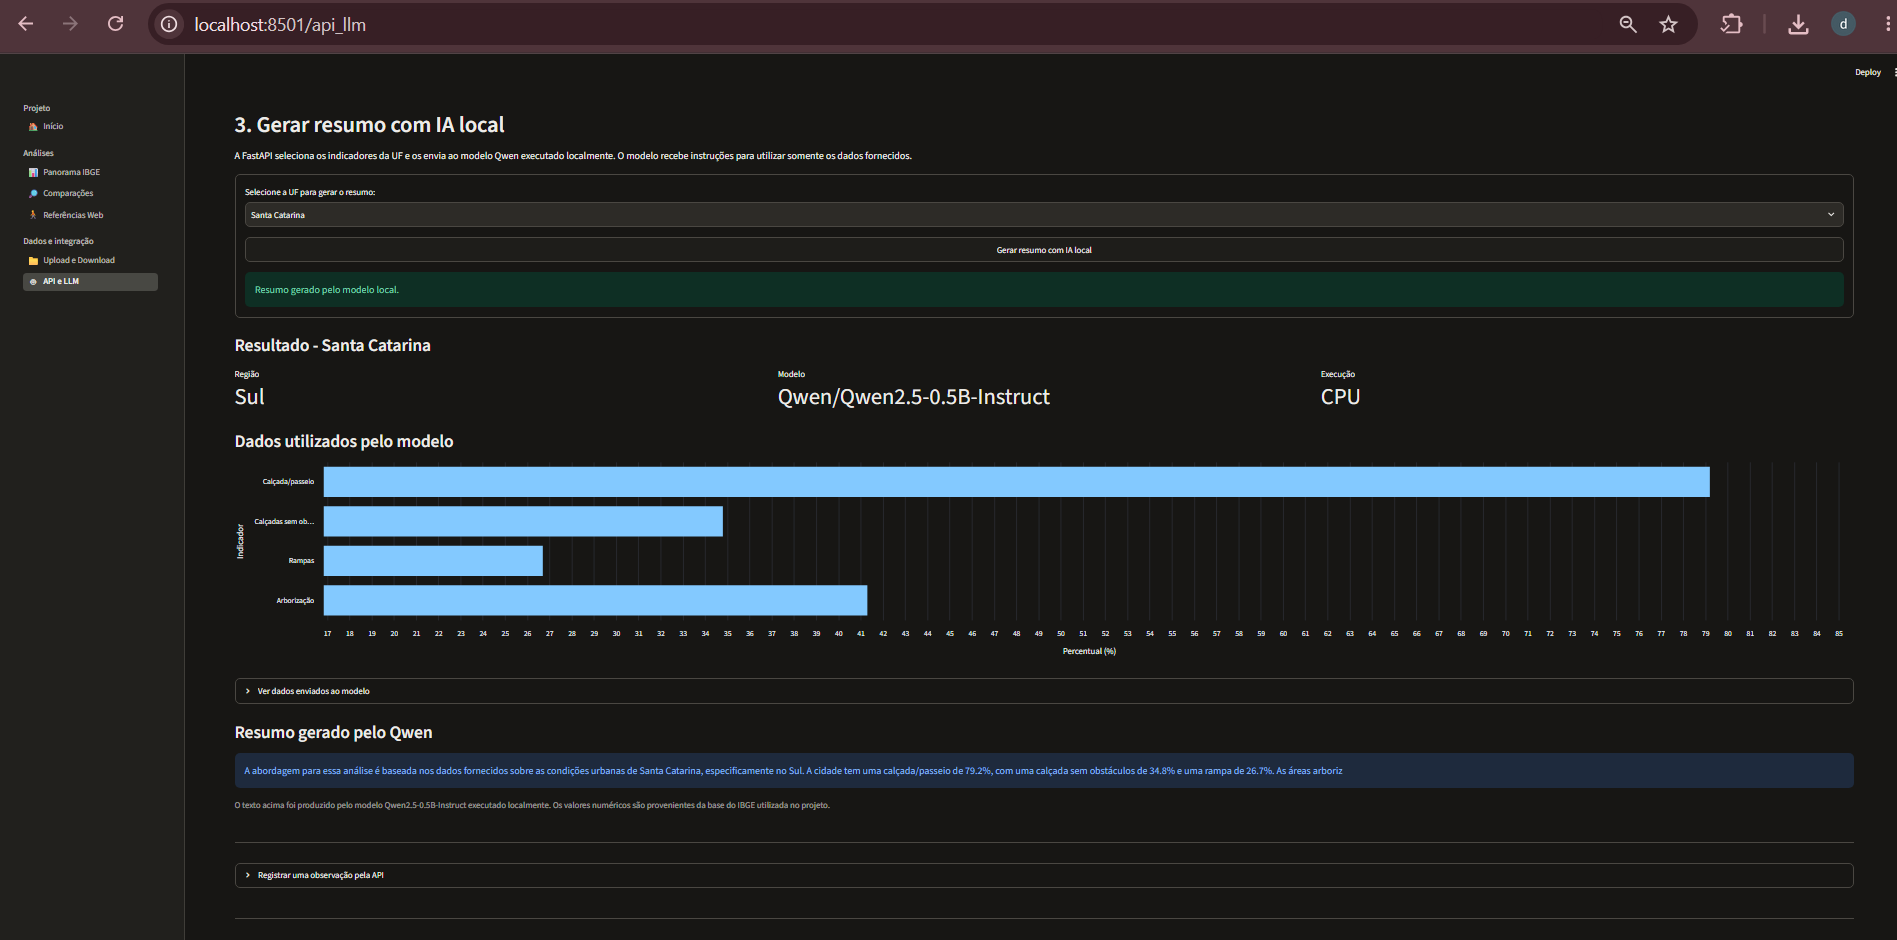 localhost:8501/api_llm
d
Deploy
Projeto
Início
Análises
Panorama IBGE
Comparações
Referências Web
Dados e integração
Upload e Download
API e LLM
3. Gerar resumo com IA local
A FastAPI seleciona os indicadores da UF e os envia ao modelo Qwen executado localmente. O modelo recebe instruções para utilizar somente os dados fornecidos.
Selecione a UF para gerar o resumo:
Santa Catarina
Gerar resumo com IA local
Resumo gerado pelo modelo local.
Resultado - Santa Catarina
Região
Sul
Modelo
Qwen/Qwen2.5-0.5B-Instruct
Execução
CPU
Dados utilizados pelo modelo
Indicador
Calçada/passeio
Calçadas sem ob…
Rampas
Arborização
17 18 19 20 21 22 23 24 25 26 27 28 29 30 31 32 33 34 35 36 37 38 39 40 41 42 43 44 45 46 47 48 49 50 51 52 53 54 55 56 57 58 59 60 61 62 63 64 65 66 67 68 69 70 71 72 73 74 75 76 77 78 79 80 81 82 83 84 85
Percentual (%)
Ver dados enviados ao modelo
Resumo gerado pelo Qwen
A abordagem para essa análise é baseada nos dados fornecidos sobre as condições urbanas de Santa Catarina, especificamente no Sul. A cidade tem uma calçada/passeio de 79.2%, com uma calçada sem obstáculos de 34.8% e uma rampa de 26.7%. As áreas arboriz
O texto acima foi produzido pelo modelo Qwen2.5-0.5B-Instruct executado localmente. Os valores numéricos são provenientes da base do IBGE utilizada no projeto.
Registrar uma observação pela API